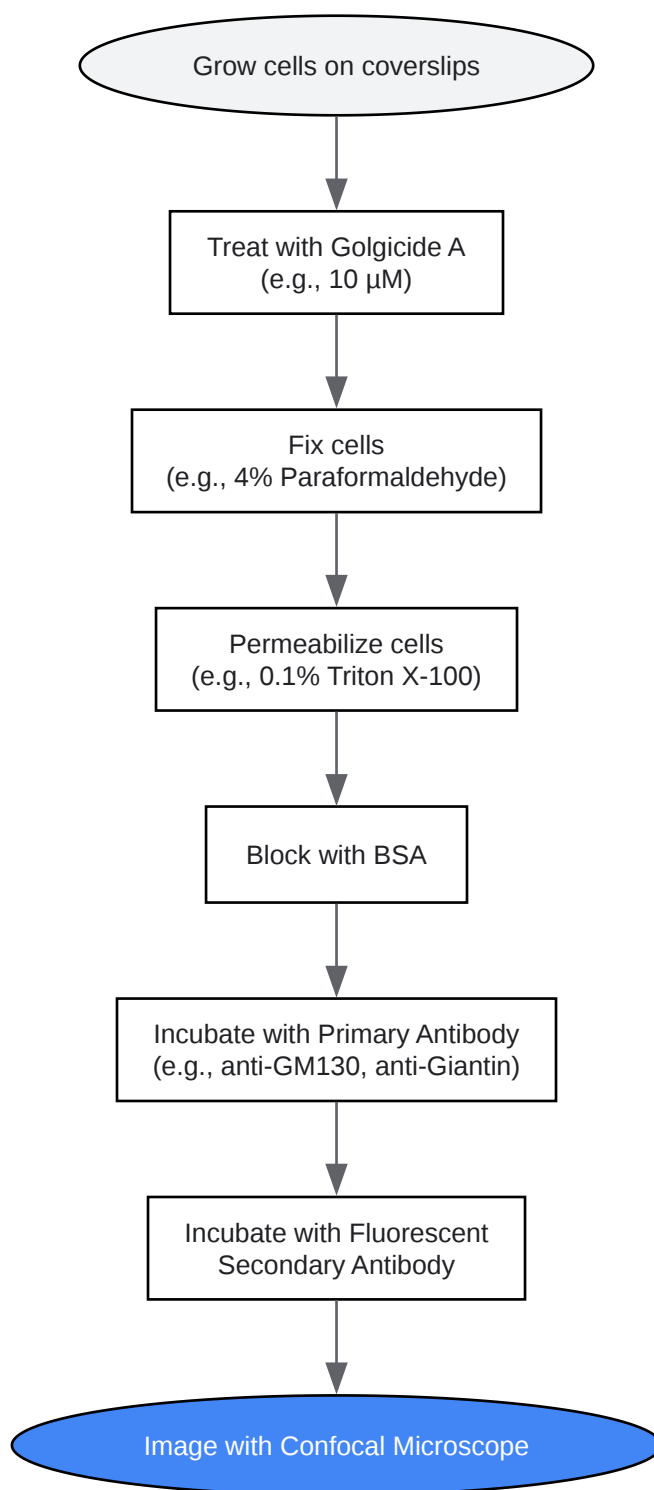 Grow cells on coverslips
Treat with Golgicide A
(e.g., 10 µM)
Fix cells
(e.g., 4% Paraformaldehyde)
Permeabilize cells
(e.g., 0.1% Triton X-100)
Block with BSA
Incubate with Primary Antibody
(e.g., anti-GM130, anti-Giantin)
Incubate with Fluorescent
Secondary Antibody
Image with Confocal Microscope